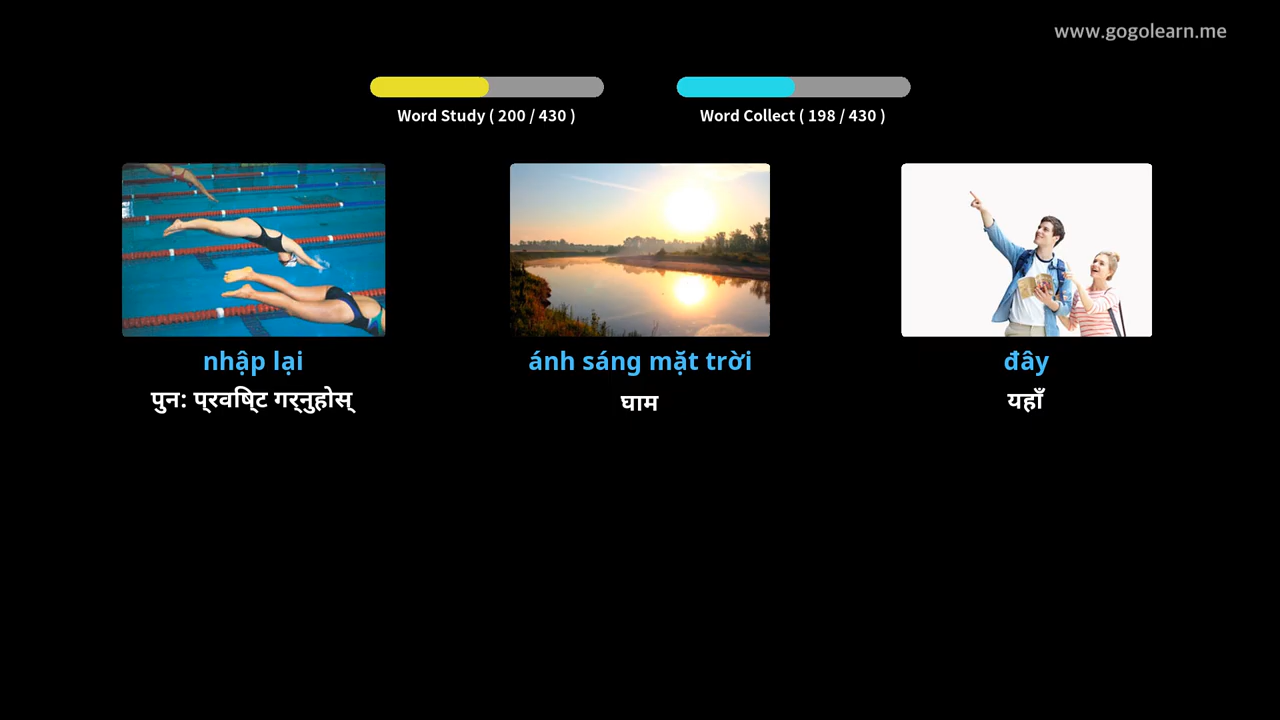 www.gogolearn.me
Word Study ( 200 / 430 )
Word Collect ( 198 / 430 )
nhập lại
ánh sáng mặt trời
đây
पुन: प्रविष्टि गर्नुहोस्
घाम
यहाँ